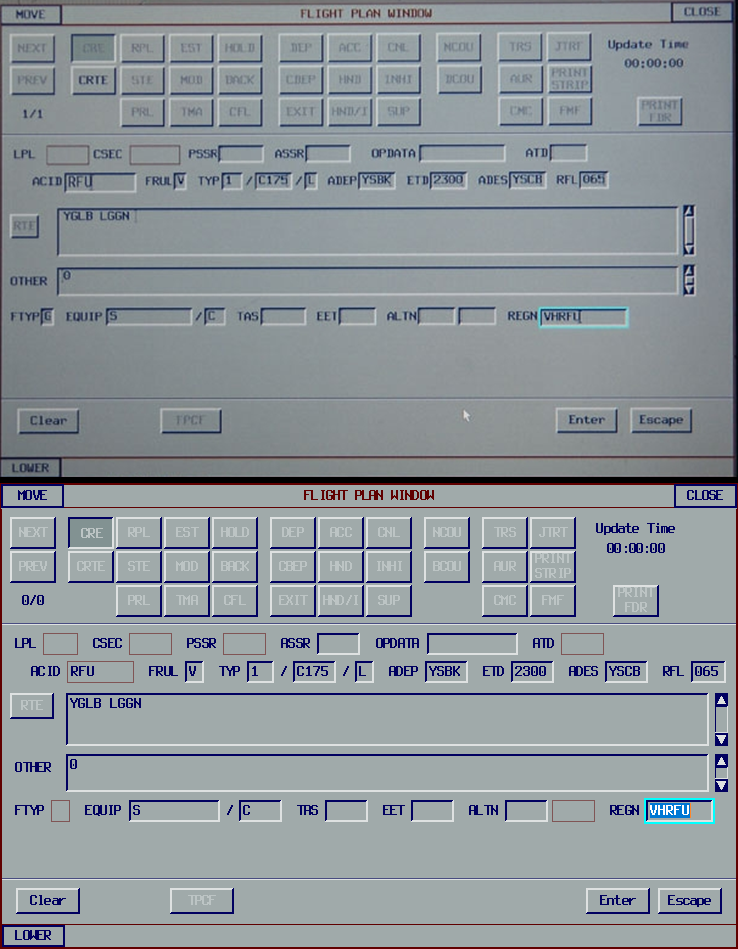 MOVE FLIGHT PLAN WINDOW CLOSE
NEXT CRE RPL EST HOLD DEP ACC CNL NCOU TRS JTRT Update Time
PREV CRTE STE MOD BACK CBEP HND INHI BCOU AUR PRINT STRIP 00:00:00
1/1 PRL TMA CFL EXIT HND/I SUP CMC FMF PRINT FDR
LPL CSEC PSSR ASSR OPDATA ATD
ACID RFU FRUL V TYP 1 / C175 / L ADEP YSBK ETD 2300 ADES YSCB RFL 065
RTE YGLB LGGN
OTHER 0
FTYP G EQUIP S / C TAS EET ALTN REGN VHRFU
Clear TPCF Enter Escape
LOWER
MOVE FLIGHT PLAN WINDOW CLOSE
NEXT CRE RPL EST HOLD DEP ACC CNL NCOU TRS JTRT Update Time
PREV CRTE STE MOD BACK CBEP HND INHI BCOU AUR PRINT STRIP 00:00:00
0/0 PRL TMA CFL EXIT HND/I SUP CMC FMF PRINT FDR
LPL CSEC PSSR ASSR OPDATA ATD
ACID RFU FRUL V TYP 1 / C175 / L ADEP YSBK ETD 2300 ADES YSCB RFL 065
RTE YGLB LGGN
OTHER 0
FTYP EQUIP S / C TAS EET ALTN REGN VHRFU
Clear TPCF Enter Escape
LOWER